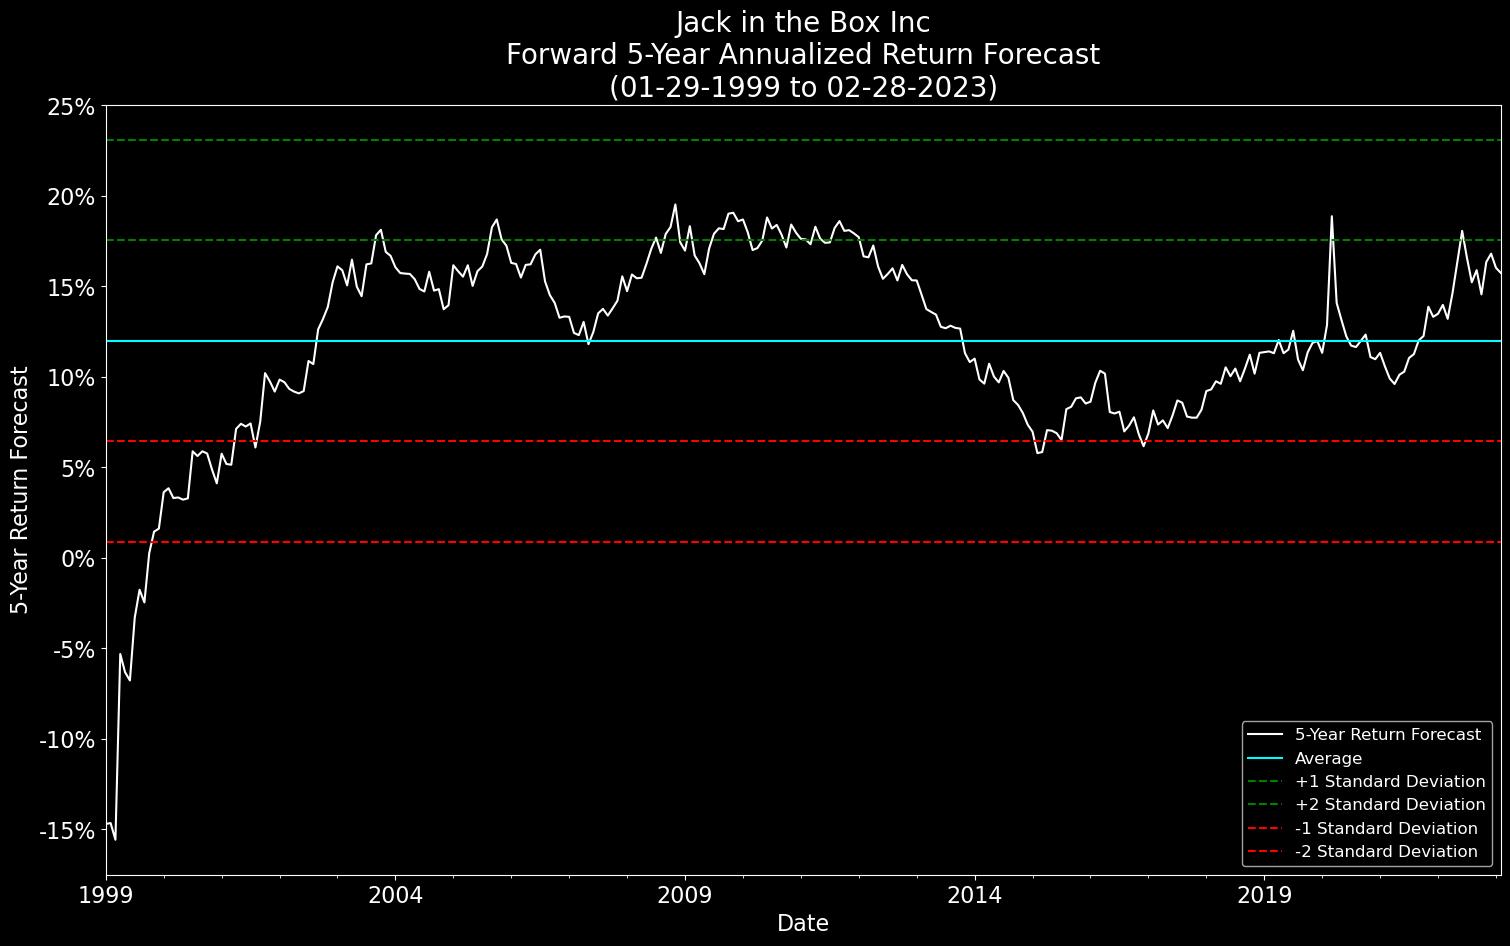 Jack in the Box Inc
Forward 5-Year Annualized Return Forecast
(01-29-1999 to 02-28-2023)
25%
20%
15%
10%
5%
0%
-5%
-10%
-15%
5-Year Return Forecast
5-Year Return Forecast
Average
+1 Standard Deviation
+2 Standard Deviation
-1 Standard Deviation
-2 Standard Deviation
1999 2004 2009 2014 2019
Date